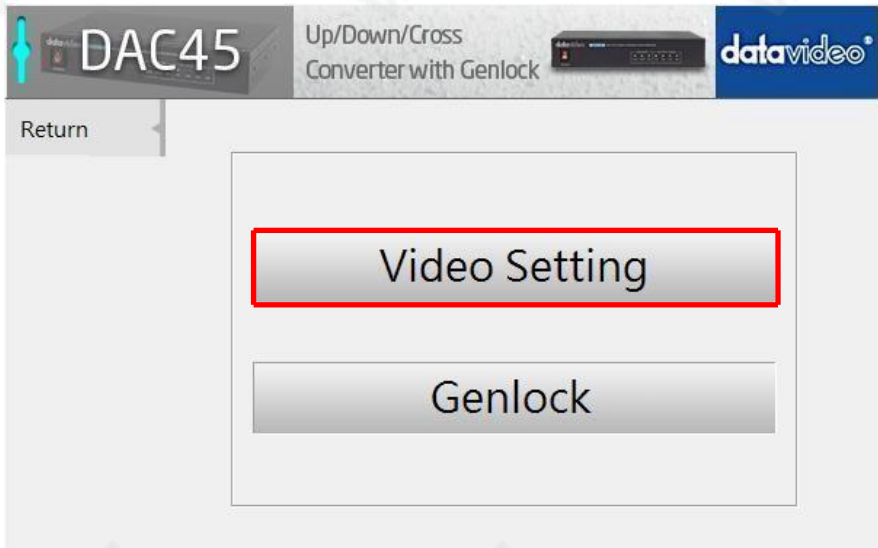 DAC45
Up/Down/Cross
Converter with Genlock
datavideo®
Return
Video Setting
Genlock